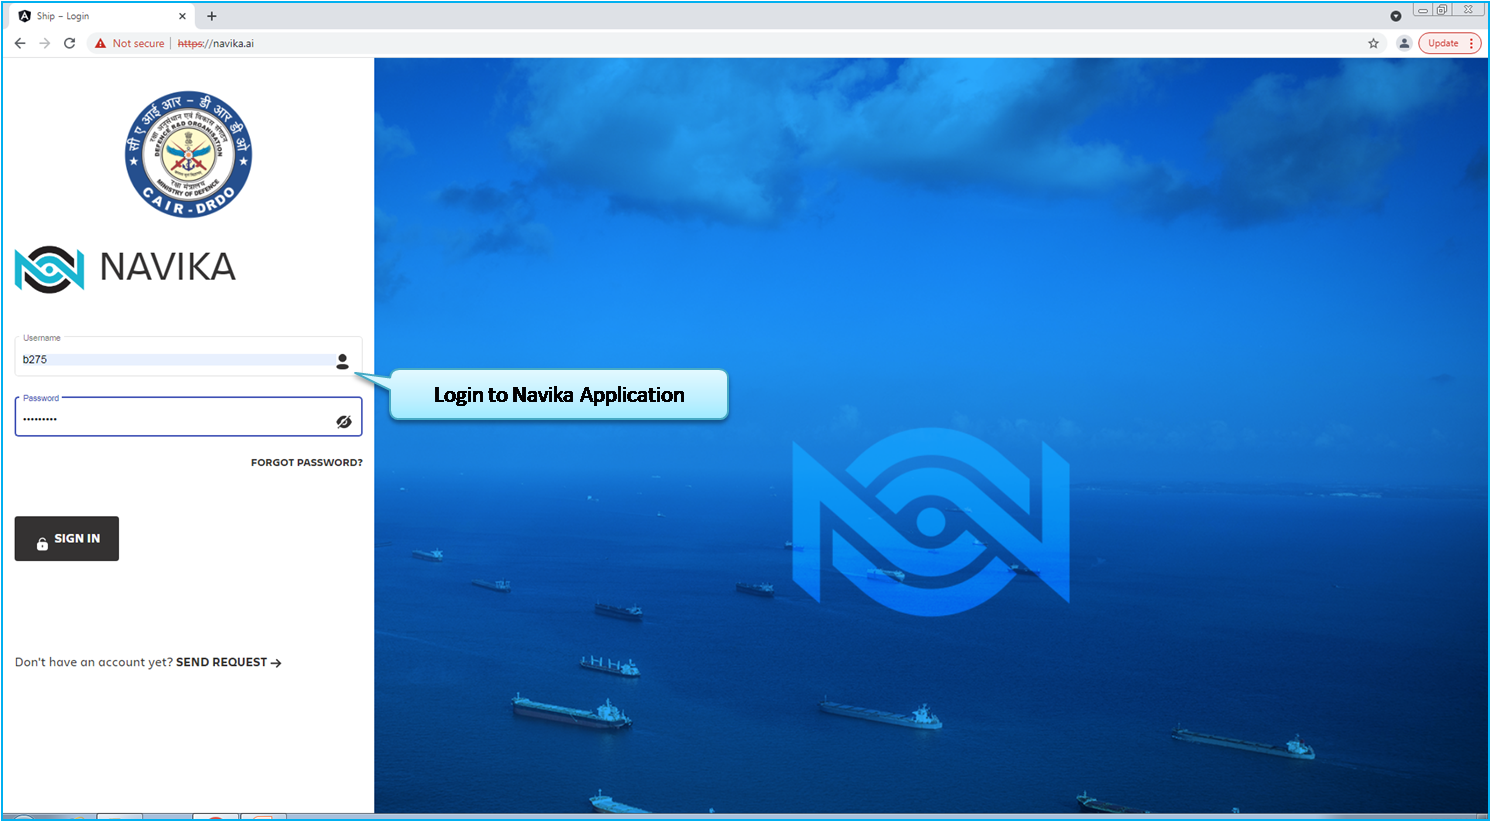 Ship – Login
Not secure
https://navika.ai
Update
सी ए आई आर – डी आर डी ओ
रक्षा अनुसंधान एवं विकास संगठन
DEFENCE R&D ORGANISATION
रक्षा मंत्रालय
MINISTRY OF DEFENCE
CAIR-DRDO
NAVIKA
Username
b275
Login to Navika Application
Password
FORGOT PASSWORD?
SIGN IN
Don't have an account yet? SEND REQUEST